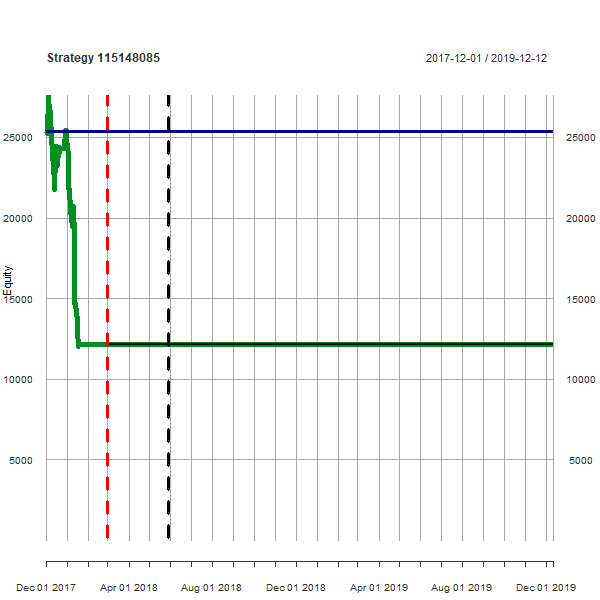 Strategy 115148085
2017-12-01 / 2019-12-12
25000
25000
20000
20000
Equity
15000
15000
10000
10000
5000
5000
Dec 01 2017
Apr 01 2018
Aug 01 2018
Dec 01 2018
Apr 01 2019
Aug 01 2019
Dec 01 2019